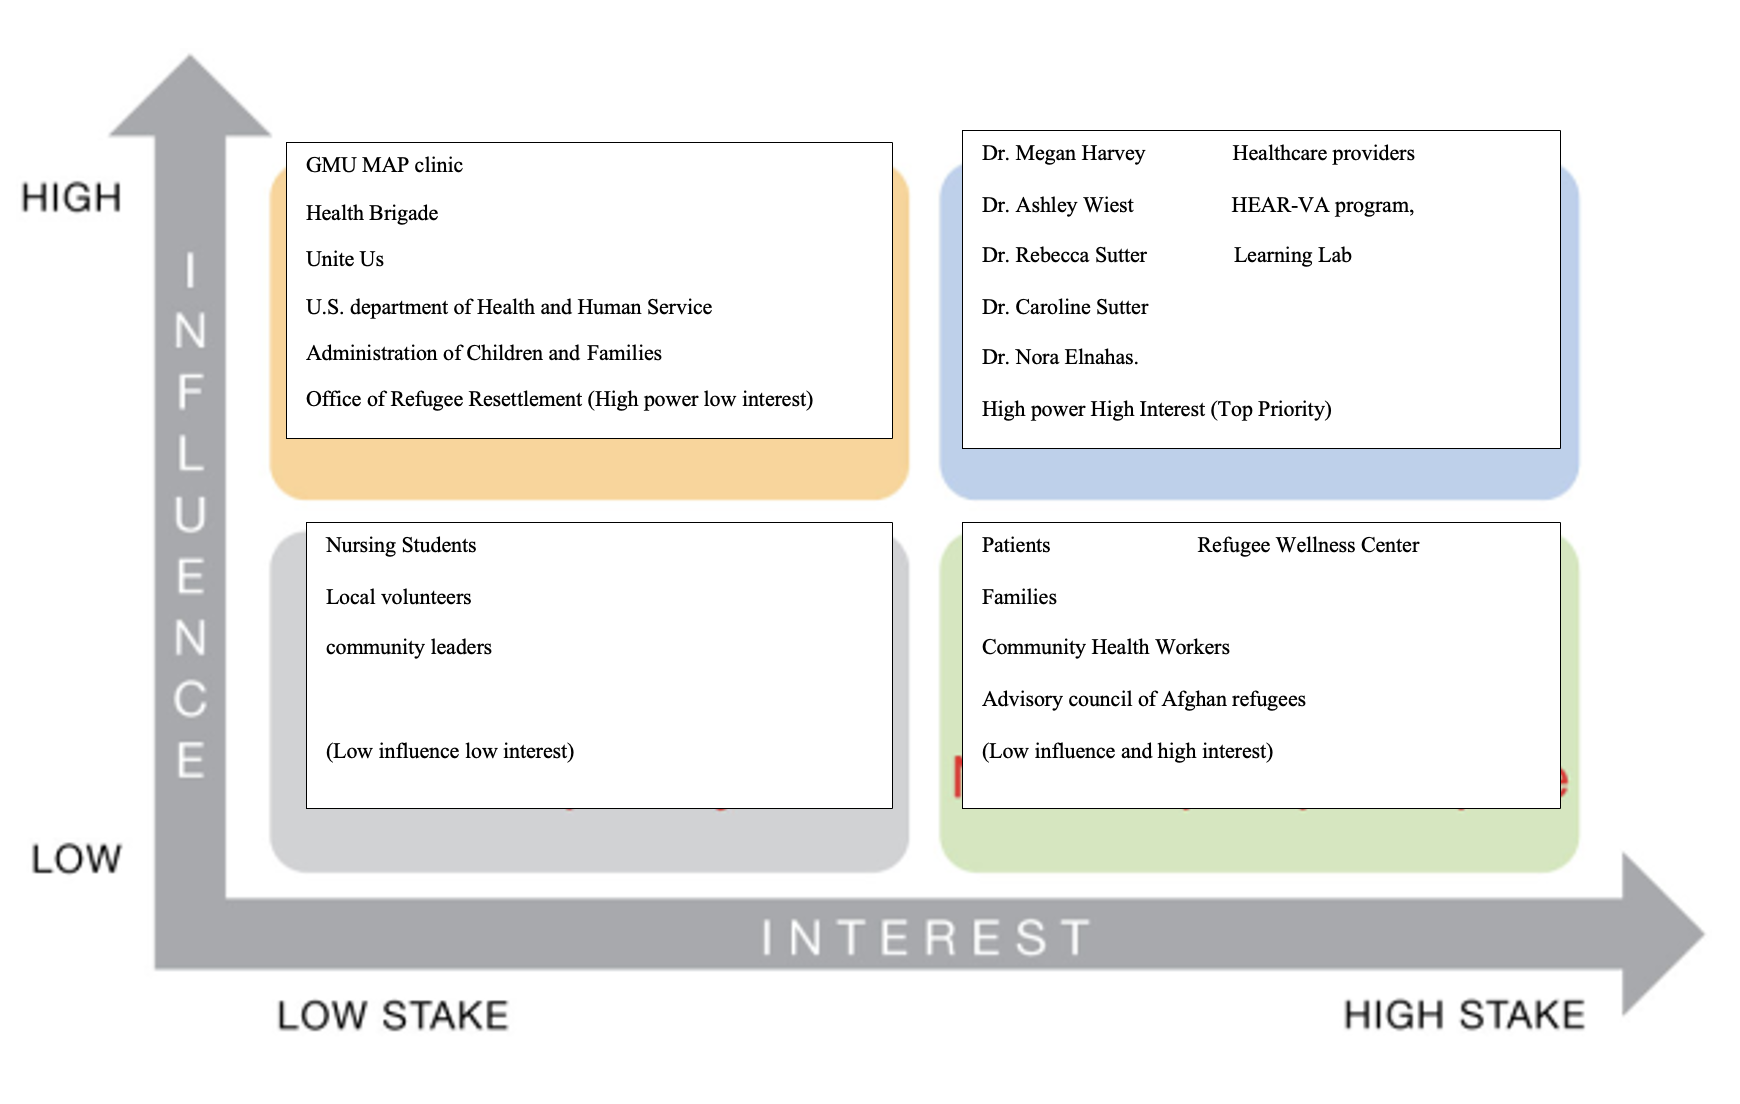 HIGH
INFLUENCE
LOW
GMU MAP clinic
Health Brigade
Unite Us
U.S. department of Health and Human Service
Administration of Children and Families
Office of Refugee Resettlement (High power low interest)
Dr. Megan Harvey Healthcare providers
Dr. Ashley Wiest HEAR-VA program,
Dr. Rebecca Sutter Learning Lab
Dr. Caroline Sutter
Dr. Nora Elnahas.
High power High Interest (Top Priority)
Nursing Students
Local volunteers
community leaders
(Low influence low interest)
Patients Refugee Wellness Center
Families
Community Health Workers
Advisory council of Afghan refugees
(Low influence and high interest)
INTEREST
LOW STAKE
HIGH STAKE